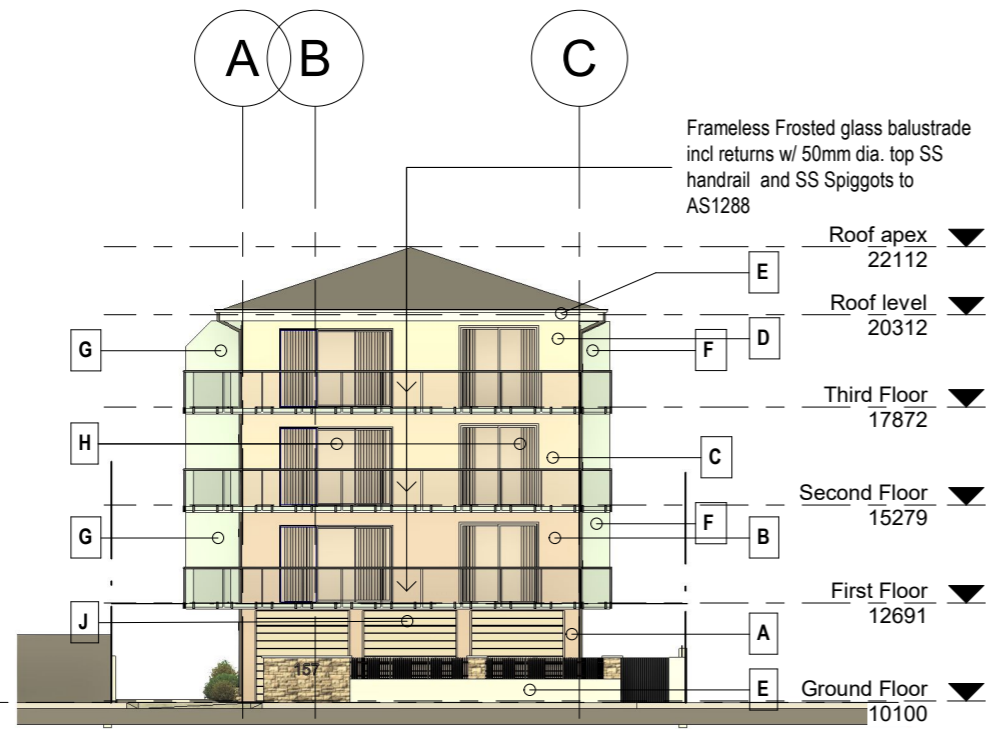 A B C
Frameless Frosted glass balustrade
incl returns w/ 50mm dia. top SS
handrail and SS Spiggots to
AS1288
Roof apex
22112
E
Roof level
20312
D
G
F
Third Floor
17872
H
C
Second Floor
15279
G
F
B
First Floor
12691
J
A
157
E
Ground Floor
10100